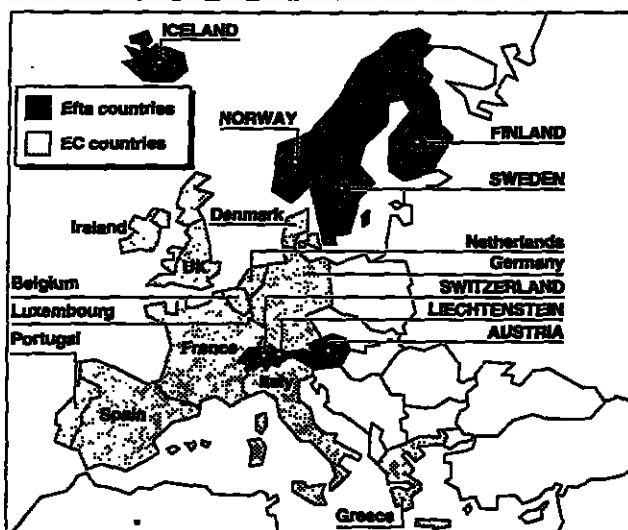 ICELAND
Efta countries
EC countries
NORWAY
FINLAND
SWEDEN
Denmark
Ireland
UK
Netherlands
Germany
Belgium
SWITZERLAND
Luxembourg
LIECHTENSTEIN
Portugal
France
AUSTRIA
Italy
Spain
Greece